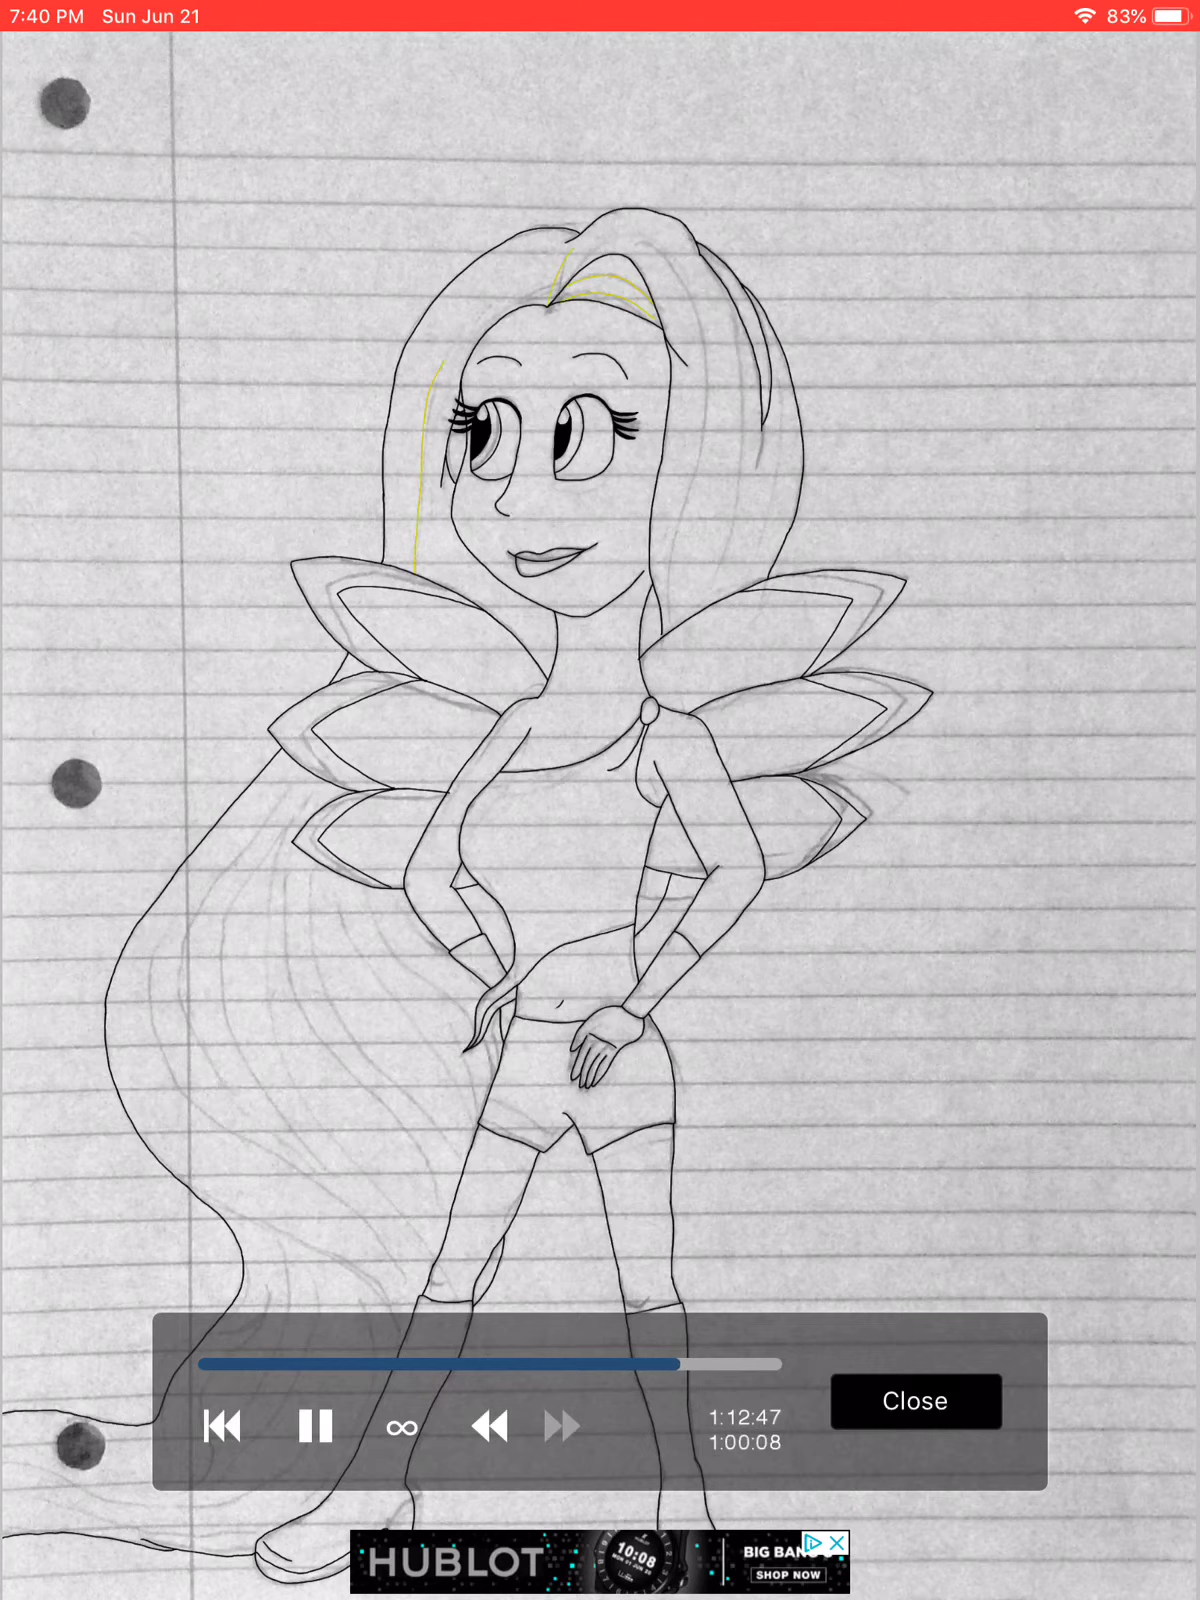 7:40 PM Sun Jun 21 83%
1:12:47
1:00:08
Close
HUBLOT
10:08
BIG BANG
SHOP NOW